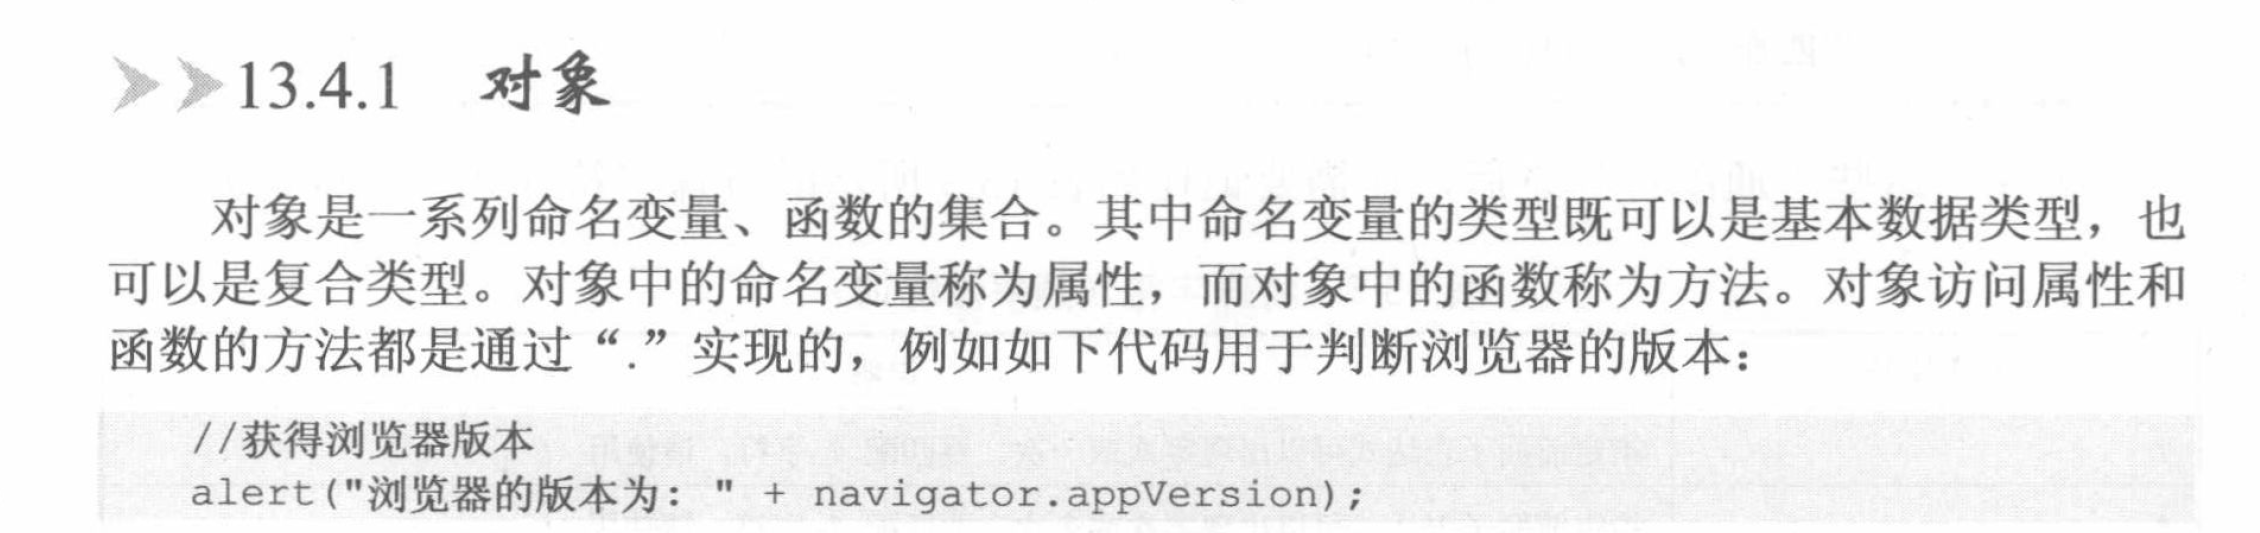 13.4.1 对象
对象是一系列命名变量、函数的集合。其中命名变量的类型既可以是基本数据类型，也
可以是复合类型。对象中的命名变量称为属性，而对象中的函数称为方法。对象访问属性和
函数的方法都是通过“.”实现的，例如如下代码用于判断浏览器的版本：
//获得浏览器版本
alert("浏览器的版本为: " + navigator.appVersion);